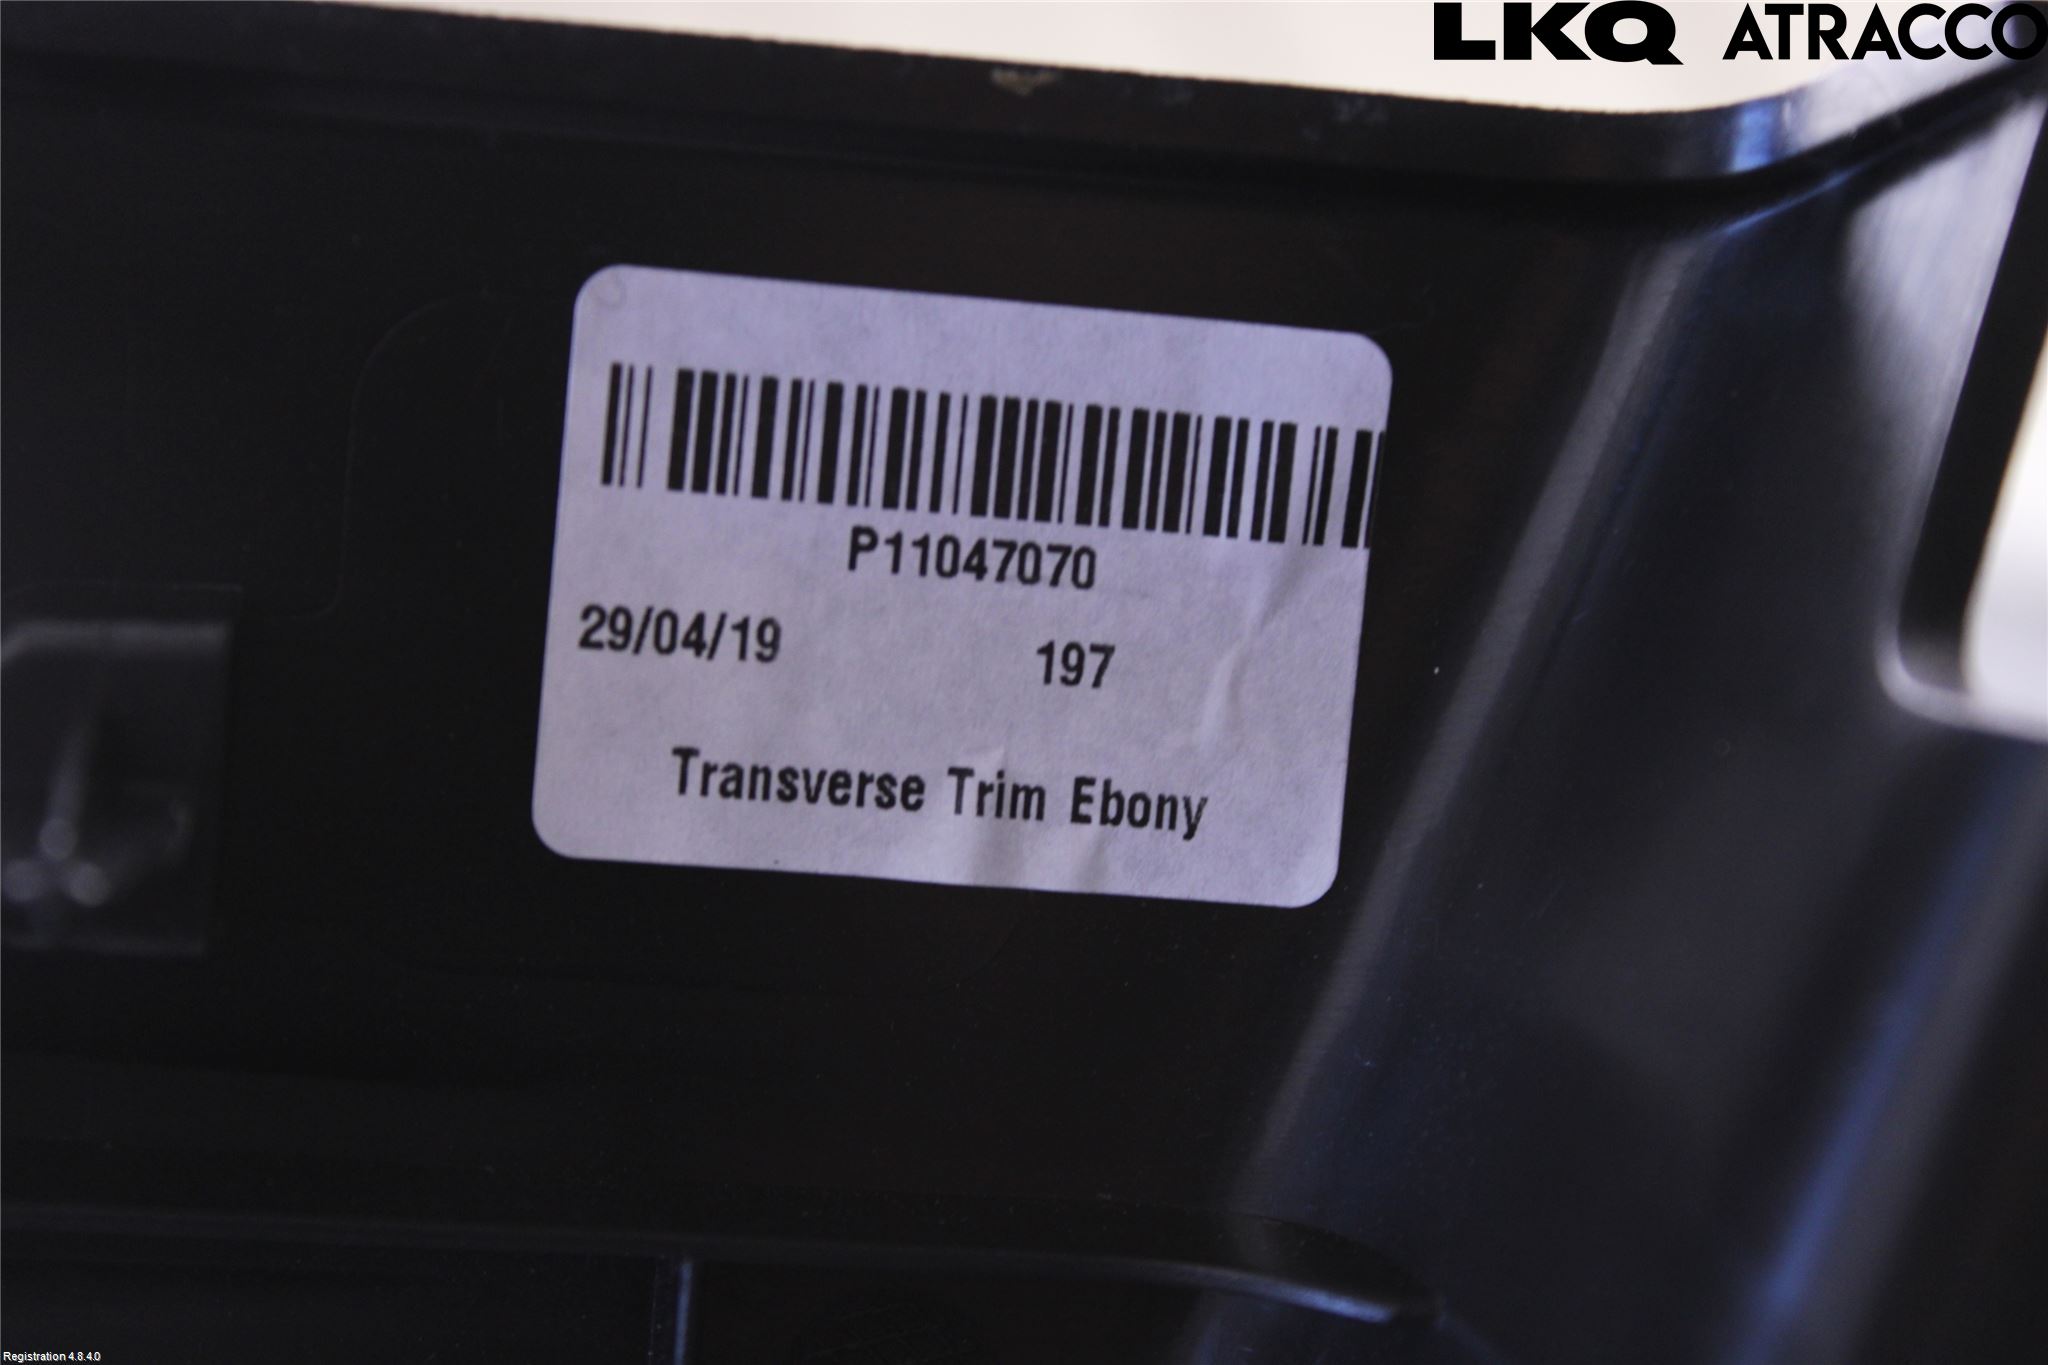 LKQ ATRACCO
P11047070
29/04/19 197
Transverse Trim Ebony
Registration 4.8.4.0